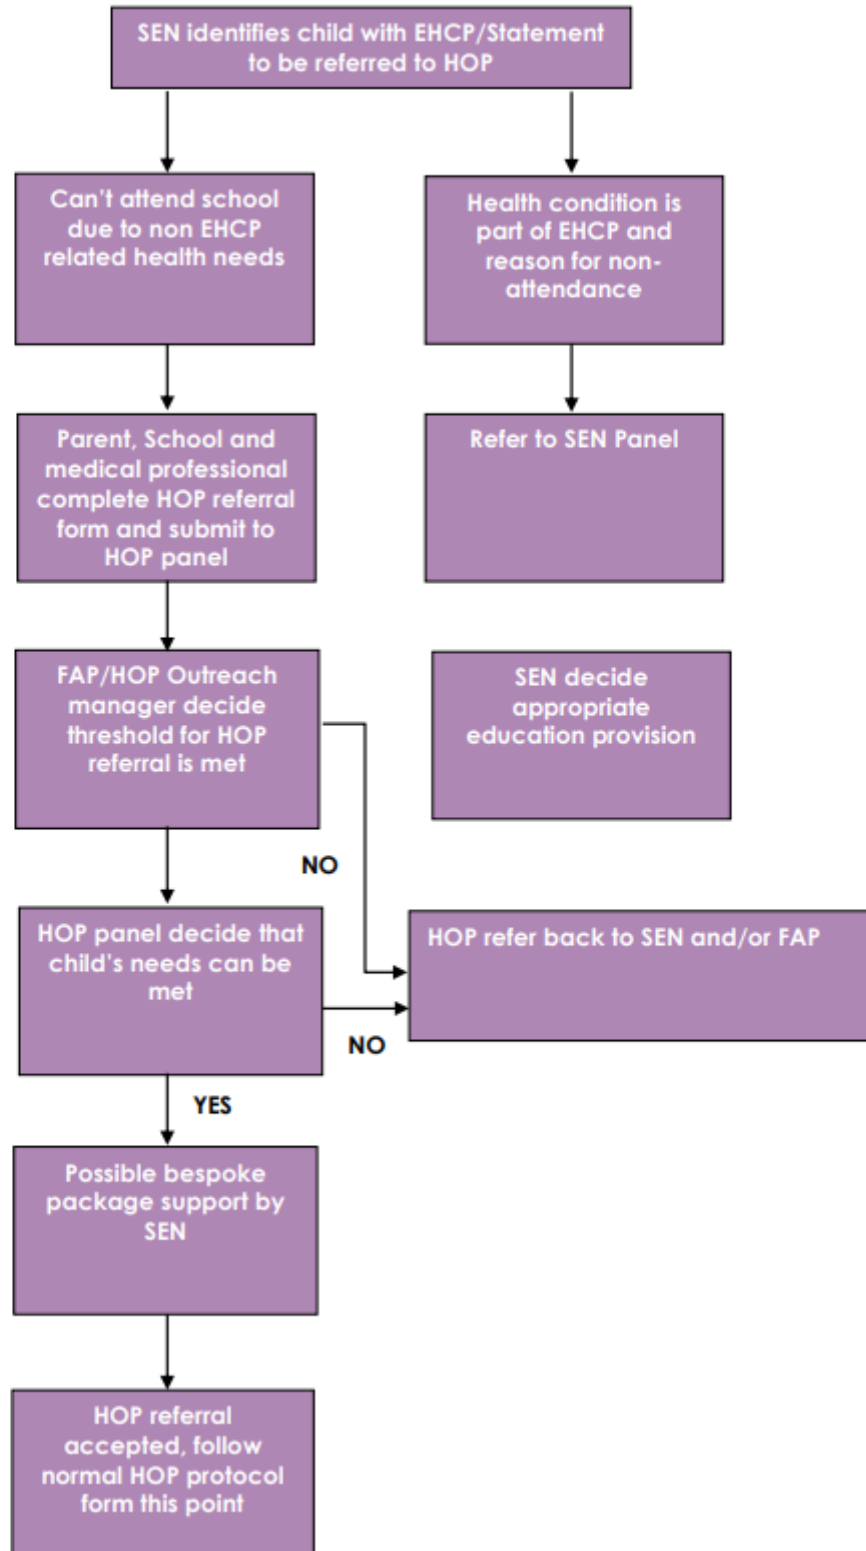 SEN identifies child with EHCP/Statement
to be referred to HOP
Can't attend school
due to non EHCP
related health needs
Health condition is
part of EHCP and
reason for non-
attendance
Parent, School and
medical professional
complete HOP referral
form and submit to
HOP panel
Refer to SEN Panel
FAP/HOP Outreach
manager decide
threshold for HOP
referral is met
SEN decide
appropriate
education provision
NO
HOP panel decide that
child's needs can be
met
HOP refer back to SEN and/or FAP
NO
YES
Possible bespoke
package support by
SEN
HOP referral
accepted, follow
normal HOP protocol
form this point